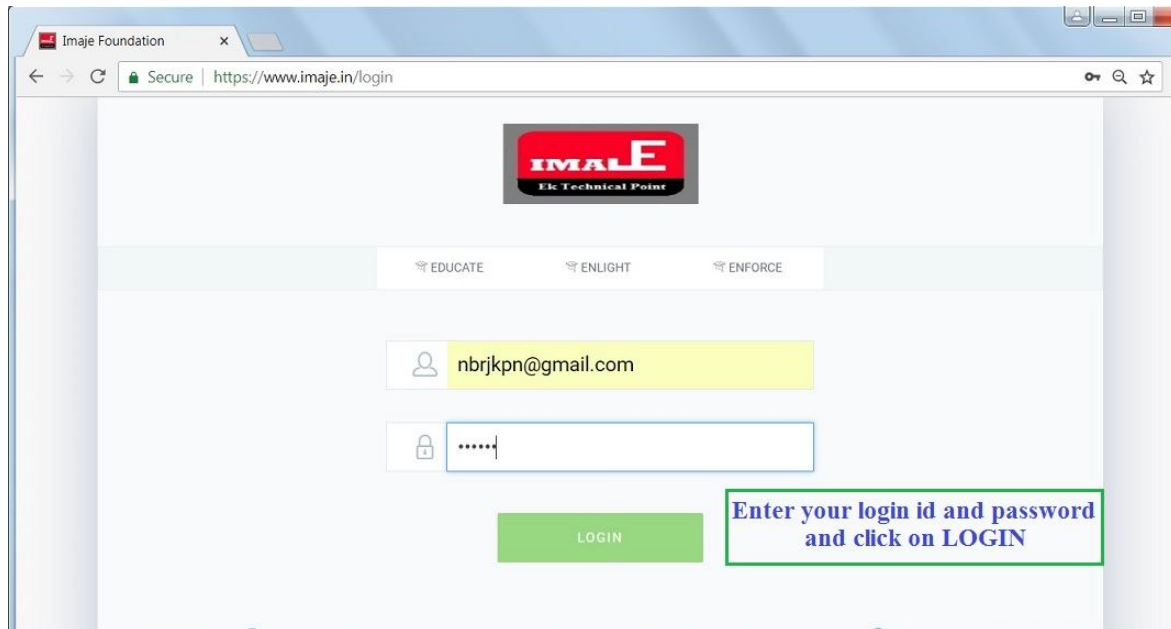 Imaje Foundation
Secure | https://www.imaje.in/login
IMAJE
Ek Technical Point
EDUCATE ENLIGHT ENFORCE
nbrjkpn@gmail.com
••••••
LOGIN
Enter your login id and password
and click on LOGIN